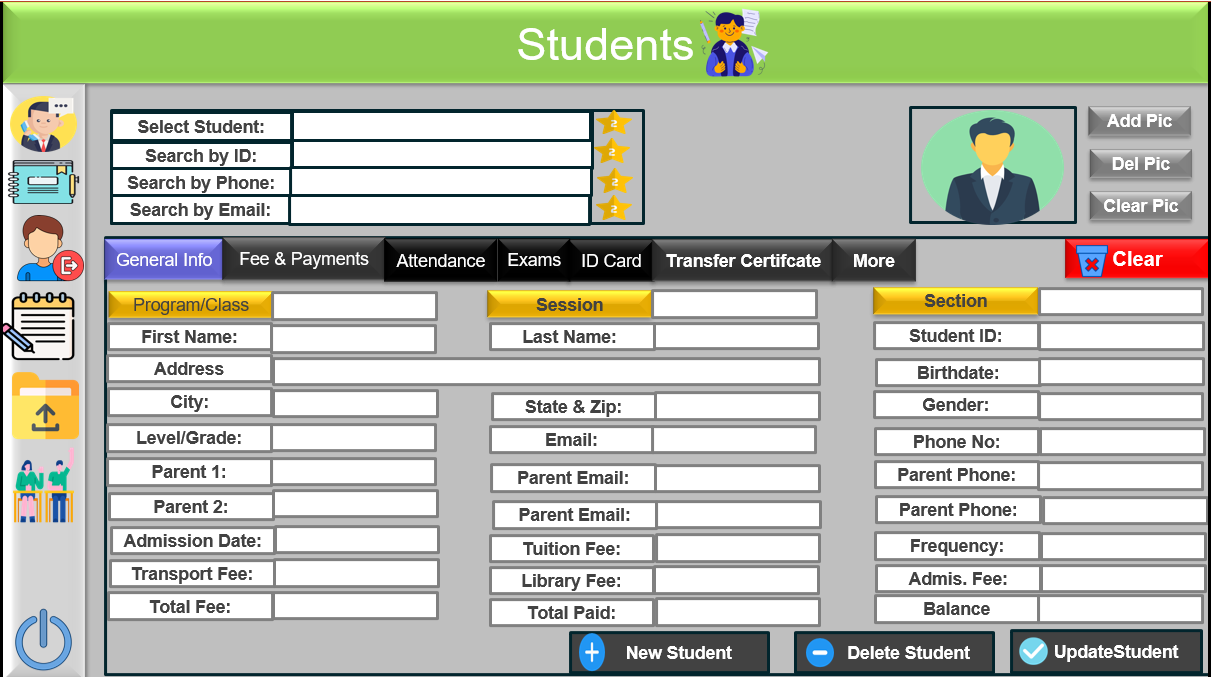 Students
Select Student:
Search by ID:
Search by Phone:
Search by Email:
2
2
2
2
Add Pic
Del Pic
Clear Pic
General Info Fee & Payments Attendance Exams ID Card Transfer Certifcate More Clear
Program/Class Session Section
First Name: Last Name: Student ID:
Address Birthdate:
City: State & Zip: Gender:
Level/Grade: Email: Phone No:
Parent 1: Parent Email: Parent Phone:
Parent 2: Parent Email: Parent Phone:
Admission Date: Tuition Fee: Frequency:
Transport Fee: Library Fee: Admis. Fee:
Total Fee: Total Paid: Balance
New Student Delete Student UpdateStudent